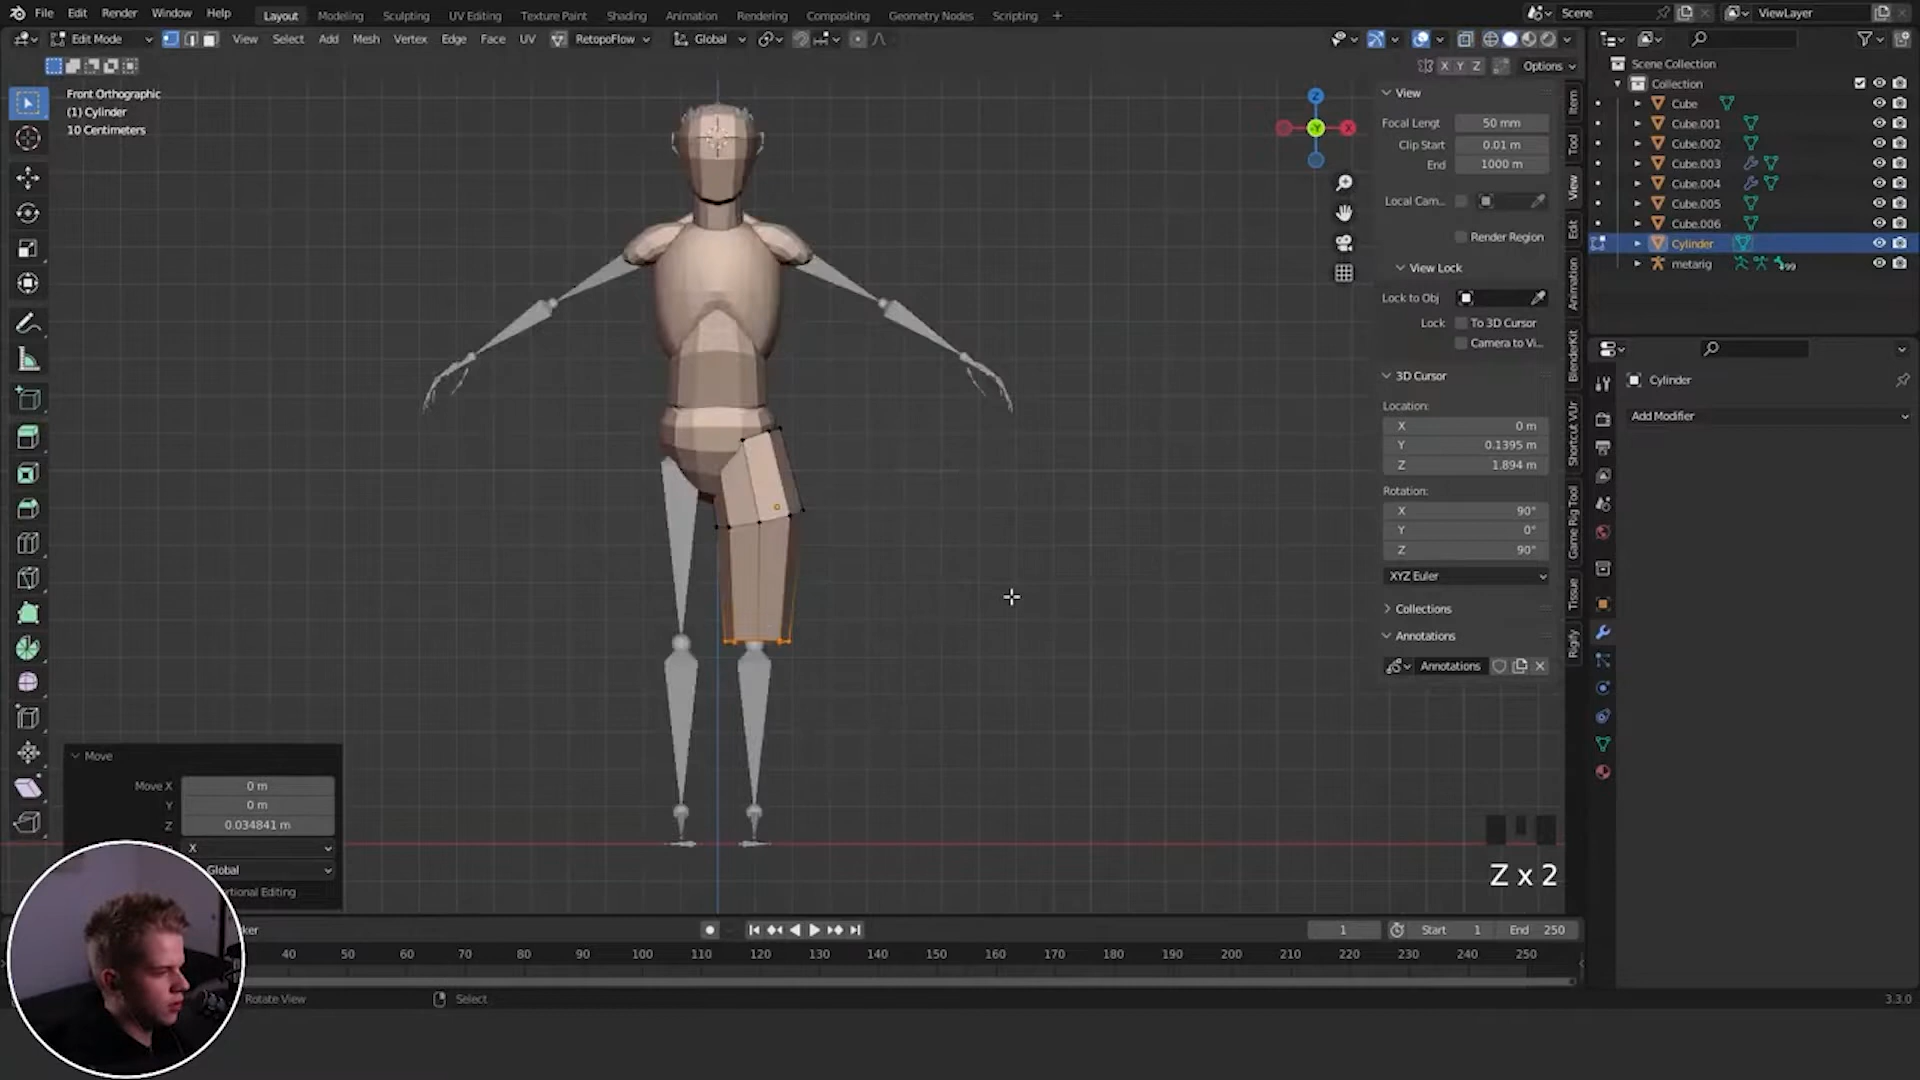 File Edit Render Window Help Layout Modeling Sculpting UV Editing Texture Paint Shading Animation Rendering Compositing Geometry Nodes Scripting + Scene ViewLayer
Edit Mode View Select Add Mesh Vertex Edge Face UV RetopoFlow Global
X Y Z Options
Front Orthographic
(1) Cylinder
10 Centimeters
Z
X
-Y
View
Focal Lengt 50 mm
Clip Start 0.01 m
End 1000 m
Local Cam...
Render Region
View Lock
Lock to Obj
Lock To 3D Cursor
Camera to Vi...
3D Cursor
Location:
X 0 m
Y 0.1395 m
Z 1.894 m
Rotation:
X 90°
Y 0°
Z 90°
XYZ Euler
Collections
Annotations
Annotations
Item
Tool
View
Edit
Animation
BlenderKit
Shortcut VUr
Game Rig Tool
Tissue
Rigify
Scene Collection
Collection
Cube
Cube.001
Cube.002
Cube.003
Cube.004
Cube.005
Cube.006
Cylinder
metarig 99
Cylinder
Add Modifier
Move
Move X 0 m
Y 0 m
Z 0.034841 m
X
Global
rtional Editing
Z x 2
ker 1 Start 1 End 250
40 50 60 70 80 90 100 110 120 130 140 150 160 170 180 190 200 210 220 230 240 250
Rotate View Select 3.3.0